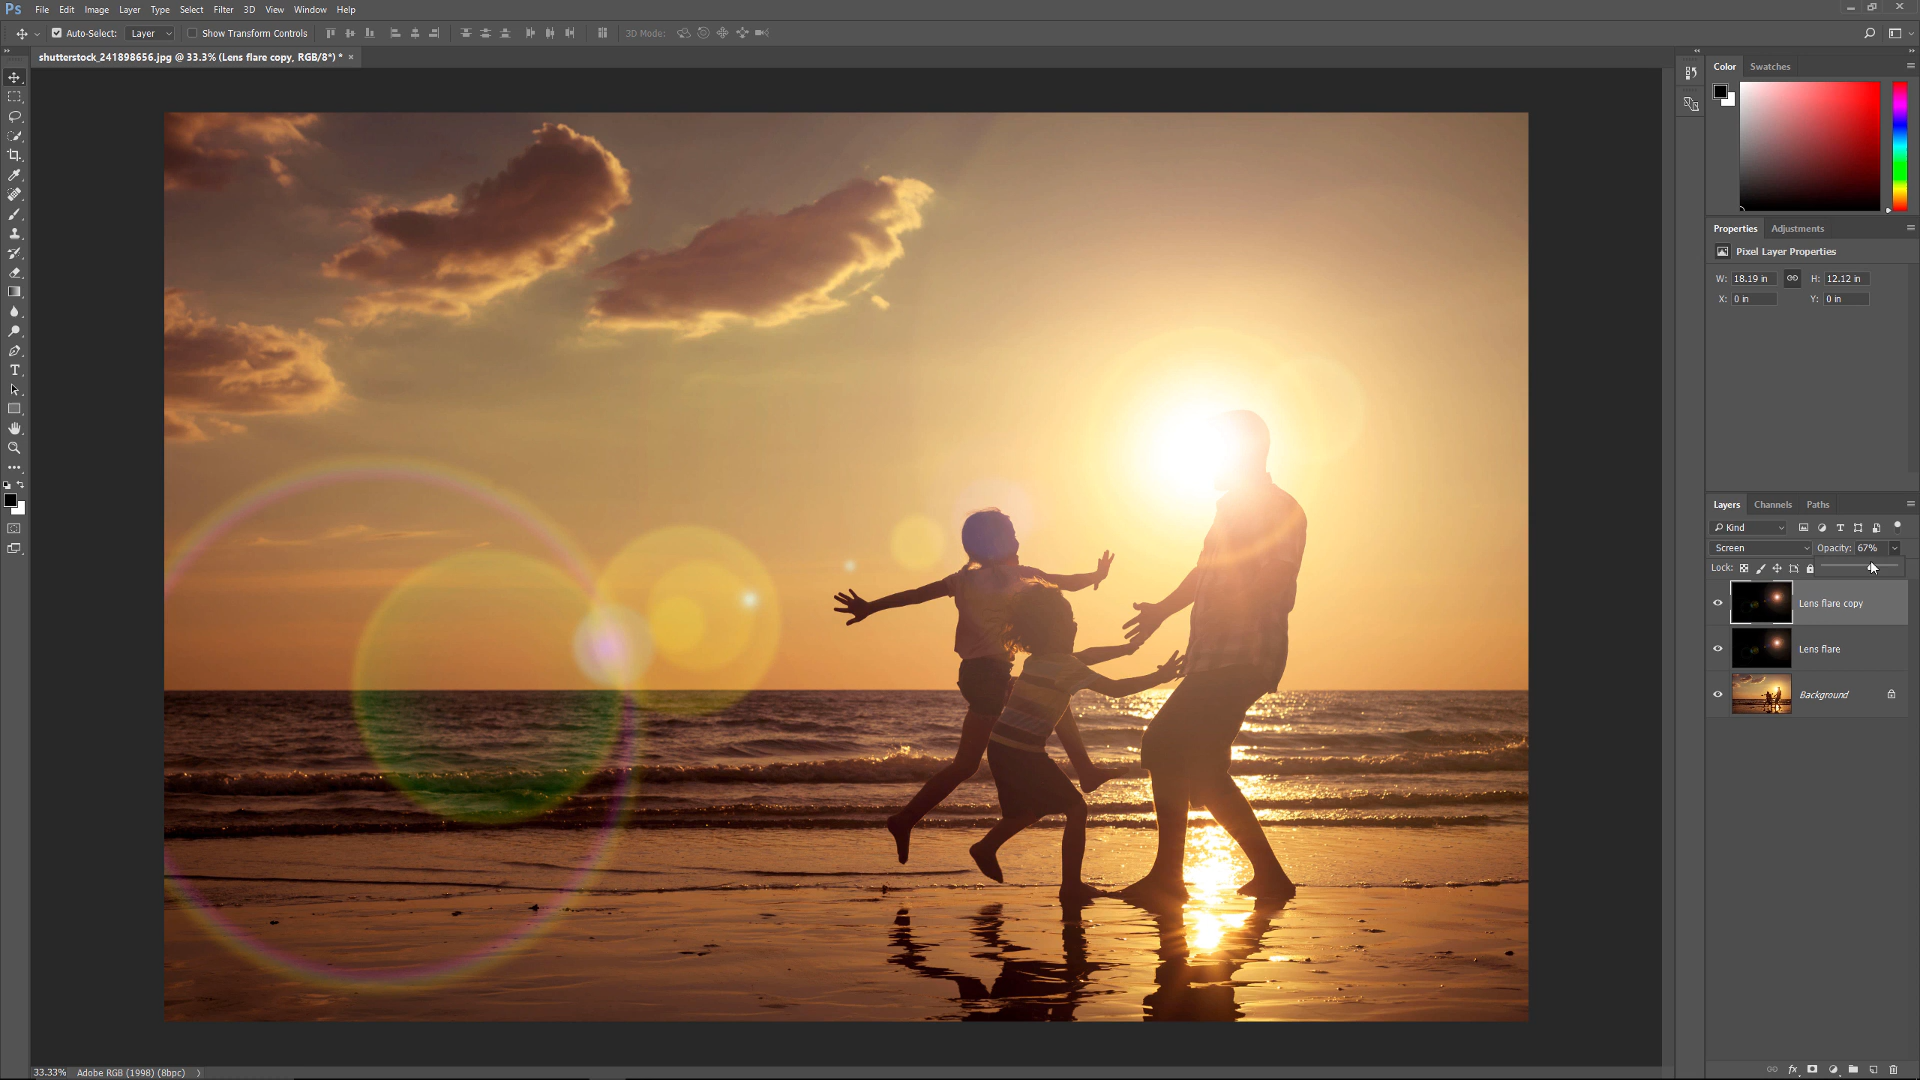 Ps File Edit Image Layer Type Select Filter 3D View Window Help
Auto-Select: Layer Show Transform Controls 3D Mode:
shutterstock_241898656.jpg @ 33.3% (Lens flare copy, RGB/8*) * ×
Color Swatches
Properties Adjustments
Pixel Layer Properties
W: 18.19 in H: 12.12 in
X: 0 in Y: 0 in
Layers Channels Paths
Kind
Screen Opacity: 67%
Lock:
Lens flare copy
Lens flare
Background
33.33% Adobe RGB (1998) (8bpc)